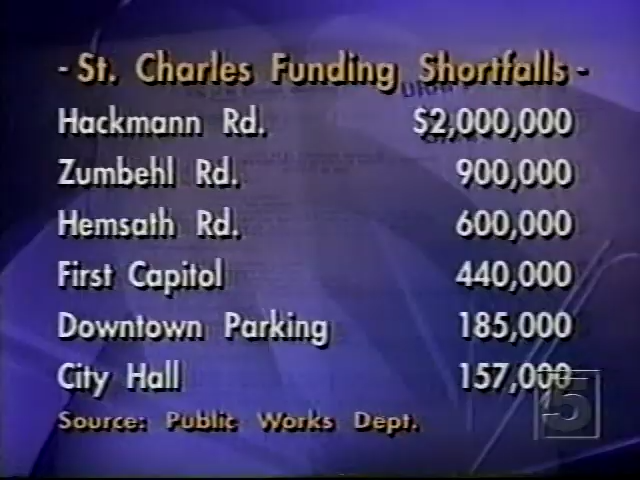 - St. Charles Funding Shortfalls -
Hackmann Rd. $2,000,000
Zumbehl Rd. 900,000
Hemsath Rd. 600,000
First Capitol 440,000
Downtown Parking 185,000
City Hall 157,000
Source: Public Works Dept.
5